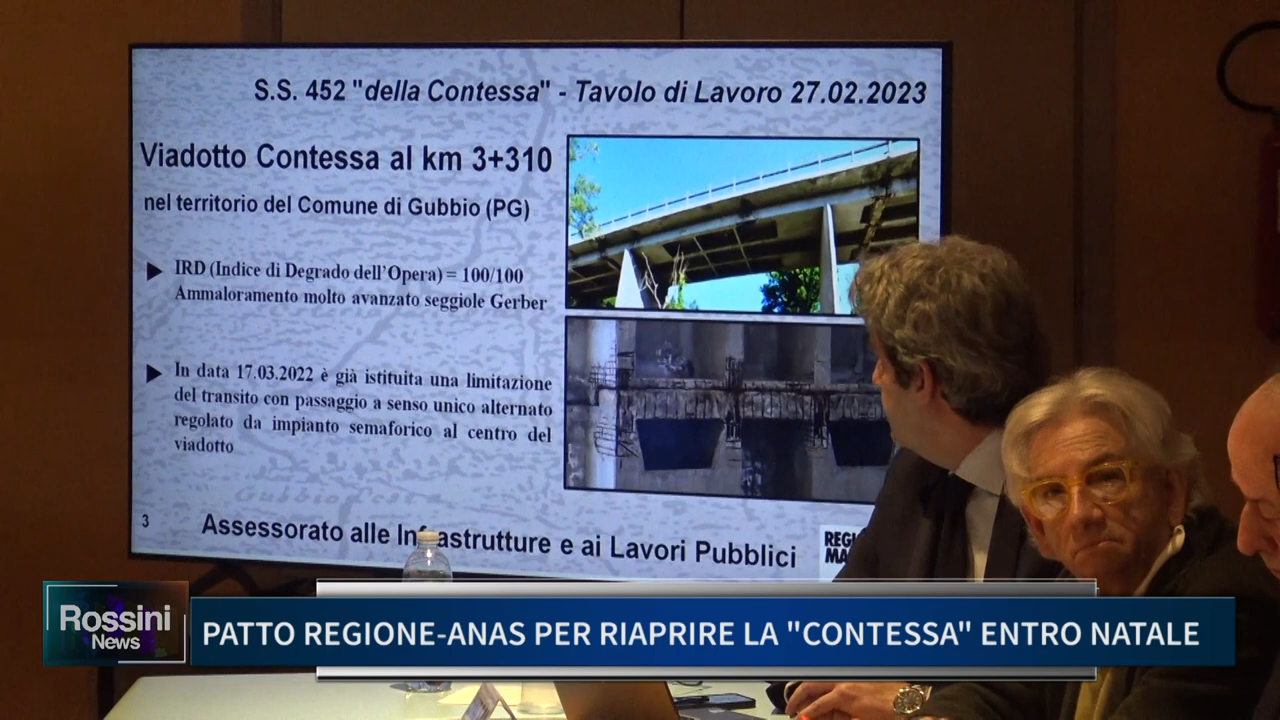 S.S. 452 "della Contessa" - Tavolo di Lavoro 27.02.2023
Viadotto Contessa al km 3+310
nel territorio del Comune di Gubbio (PG)
IRD (Indice di Degrado dell'Opera) = 100/100
Ammaloramento molto avanzato seggiole Gerber
In data 17.03.2022 è già istituita una limitazione
del transito con passaggio a senso unico alternato
regolato da impianto semaforico al centro del
viadotto
3
Assessorato alle Infrastrutture e ai Lavori Pubblici
Rossini
News
PATTO REGIONE-ANAS PER RIAPRIRE LA "CONTESSA" ENTRO NATALE